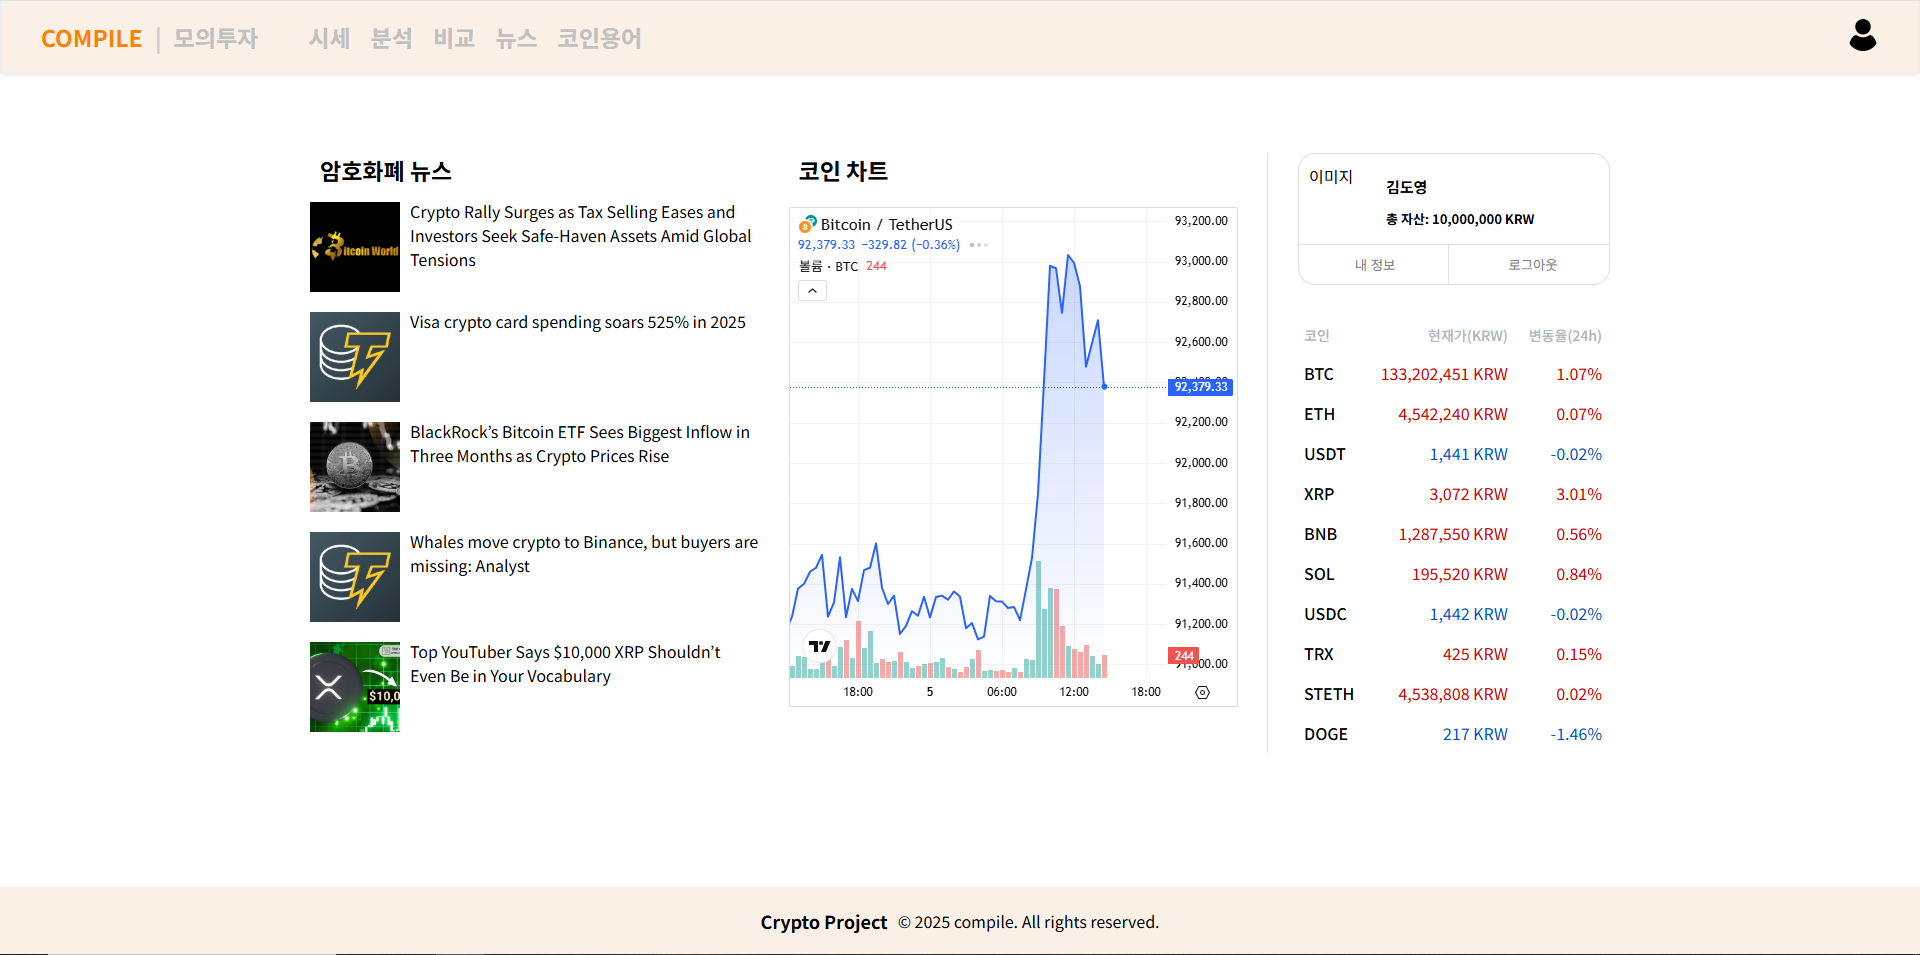 COMPILE | 모의투자 시세 분석 비교 뉴스 코인용어
암호화폐 뉴스
Bitcoin World
Crypto Rally Surges as Tax Selling Eases and
Investors Seek Safe-Haven Assets Amid Global
Tensions
Visa crypto card spending soars 525% in 2025
BlackRock’s Bitcoin ETF Sees Biggest Inflow in
Three Months as Crypto Prices Rise
Whales move crypto to Binance, but buyers are
missing: Analyst
$10,0
Top YouTuber Says $10,000 XRP Shouldn’t
Even Be in Your Vocabulary
코인 차트
Bitcoin / TetherUS
92,379.33 −329.82 (−0.36%)
볼륨 · BTC 244
93,200.00
93,000.00
92,800.00
92,600.00
92,379.33
92,200.00
92,000.00
91,800.00
91,600.00
91,400.00
91,200.00
244
18:00 5 06:00 12:00 18:00
이미지
김도영
총 자산: 10,000,000 KRW
내 정보 로그아웃
코인 현재가(KRW) 변동율(24h)
BTC 133,202,451 KRW 1.07%
ETH 4,542,240 KRW 0.07%
USDT 1,441 KRW -0.02%
XRP 3,072 KRW 3.01%
BNB 1,287,550 KRW 0.56%
SOL 195,520 KRW 0.84%
USDC 1,442 KRW -0.02%
TRX 425 KRW 0.15%
STETH 4,538,808 KRW 0.02%
DOGE 217 KRW -1.46%
Crypto Project © 2025 compile. All rights reserved.